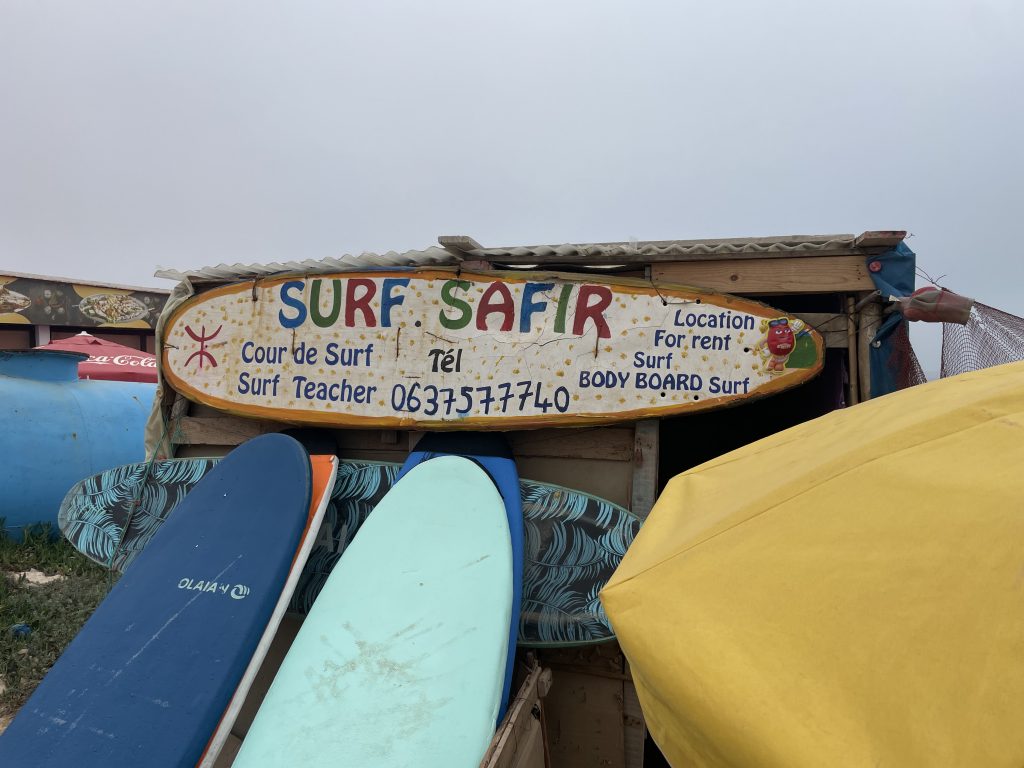 SURF. SAFIR
Cour de Surf
Surf Teacher
Tél
0637577740
Location
For rent
Surf
BODY BOARD Surf
Coca-Cola
OLAIAN